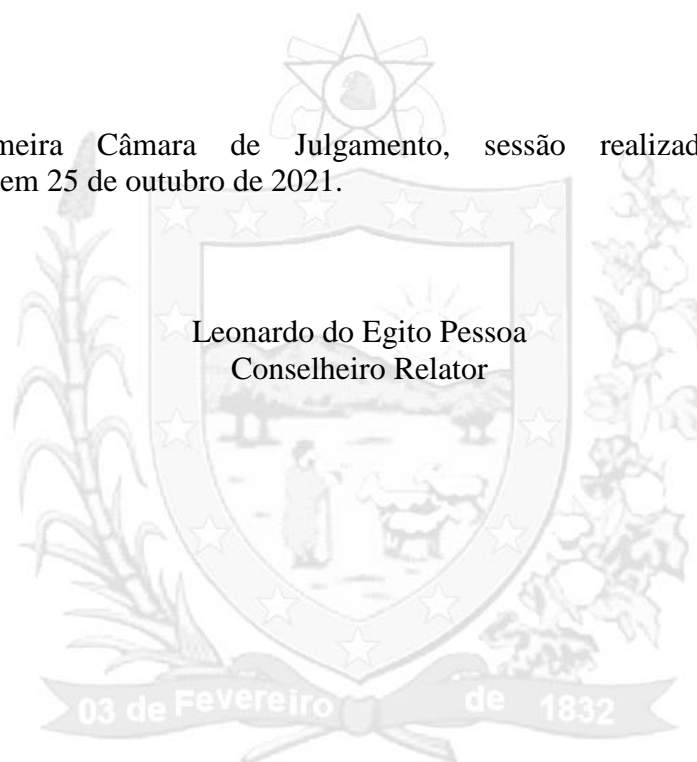 meira Câmara de Julgamento, sessão realizad
em 25 de outubro de 2021.
Leonardo do Egito Pessoa
Conselheiro Relator
03 de Fevereiro de 1832